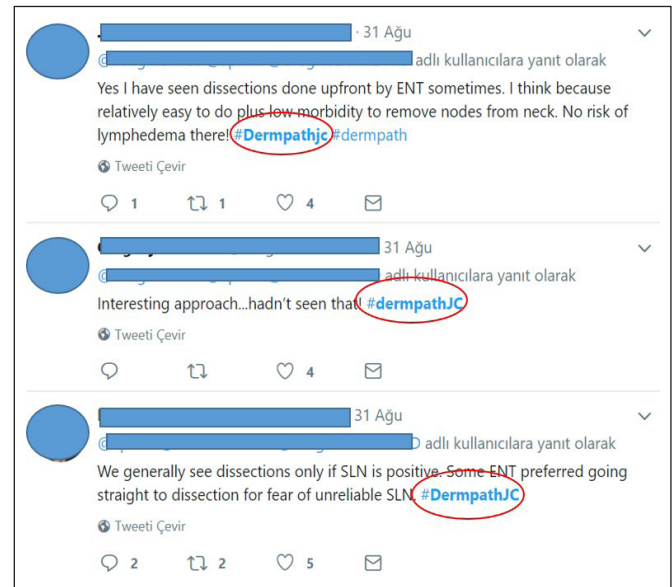 · 31 Ağu
adlı kullanıcılara yanıt olarak
Yes I have seen dissections done upfront by ENT sometimes. I think because
relatively easy to do plus low morbidity to remove nodes from neck. No risk of
lymphedema there! #Dermpathjc #dermpath
Tweeti Çevir
1 1 4
31 Ağu
adlı kullanıcılara yanıt olarak
Interesting approach...hadn't seen that! #dermpathJC
Tweeti Çevir
4
31 Ağu
adlı kullanıcılara yanıt olarak
We generally see dissections only if SLN is positive. Some ENT preferred going
straight to dissection for fear of unreliable SLN. #DermpathJC
Tweeti Çevir
2 2 5